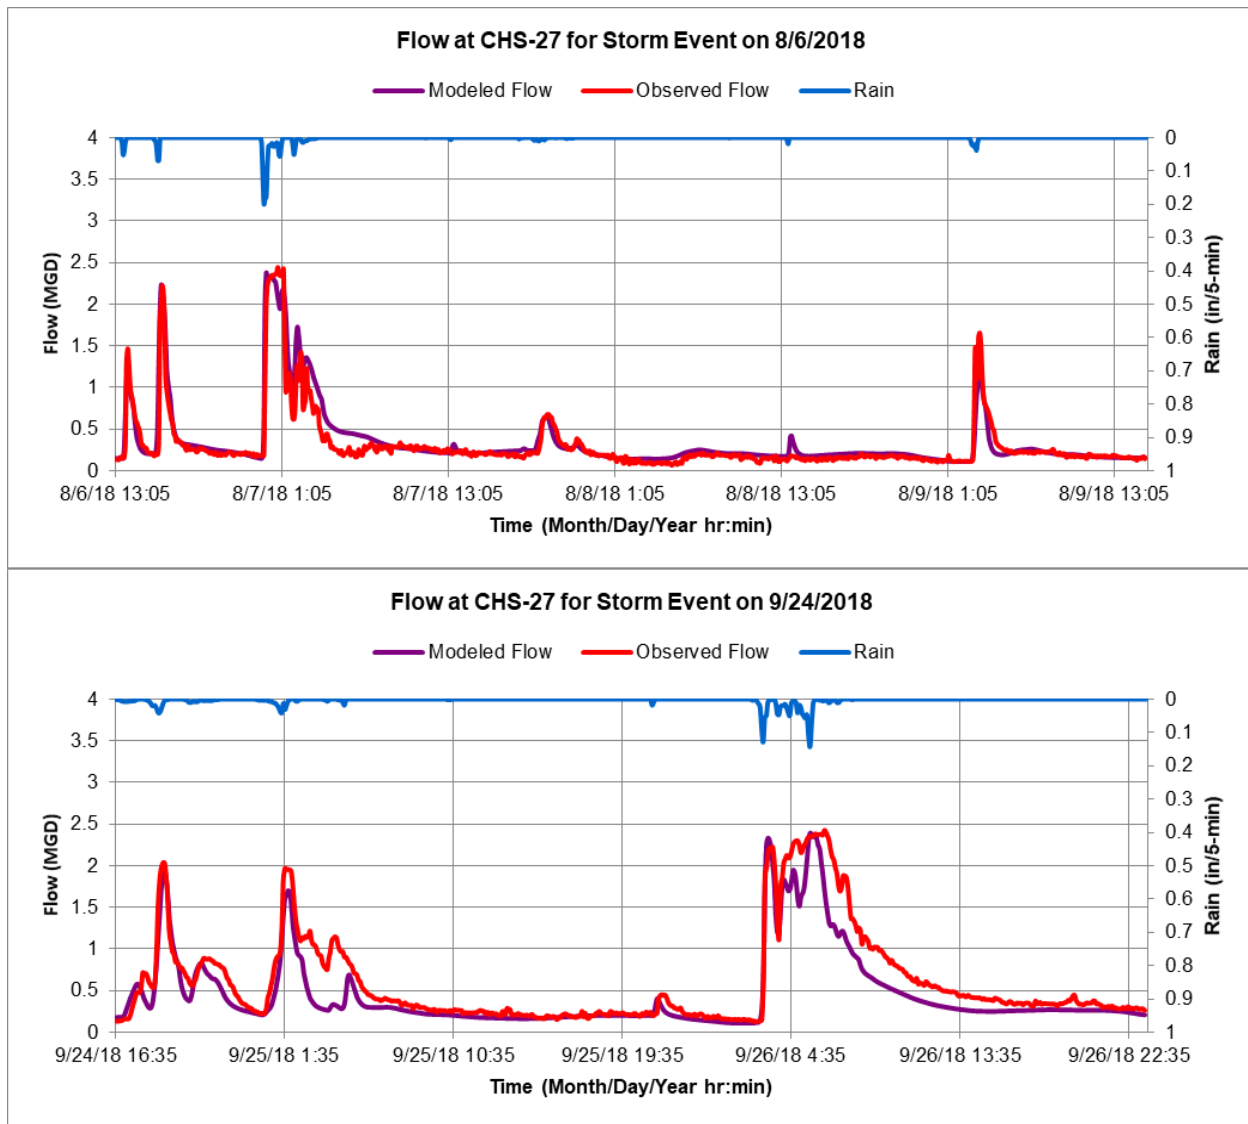 Flow at CHS-27 for Storm Event on 8/6/2018
Modeled Flow Observed Flow Rain
4 0
3.5 0.1
0.2
3 0.3
2.5 0.4
2 0.5
1.5 0.6
0.7
1 0.8
0.5 0.9
0 1
Flow (MGD)
Rain (in/5-min)
8/6/18 13:05 8/7/18 1:05 8/7/18 13:05 8/8/18 1:05 8/8/18 13:05 8/9/18 1:05 8/9/18 13:05
Time (Month/Day/Year hr:min)
Flow at CHS-27 for Storm Event on 9/24/2018
Modeled Flow Observed Flow Rain
4 0
3.5 0.1
0.2
3 0.3
2.5 0.4
2 0.5
1.5 0.6
0.7
1 0.8
0.5 0.9
0 1
Flow (MGD)
Rain (in/5-min)
9/24/18 16:35 9/25/18 1:35 9/25/18 10:35 9/25/18 19:35 9/26/18 4:35 9/26/18 13:35 9/26/18 22:35
Time (Month/Day/Year hr:min)